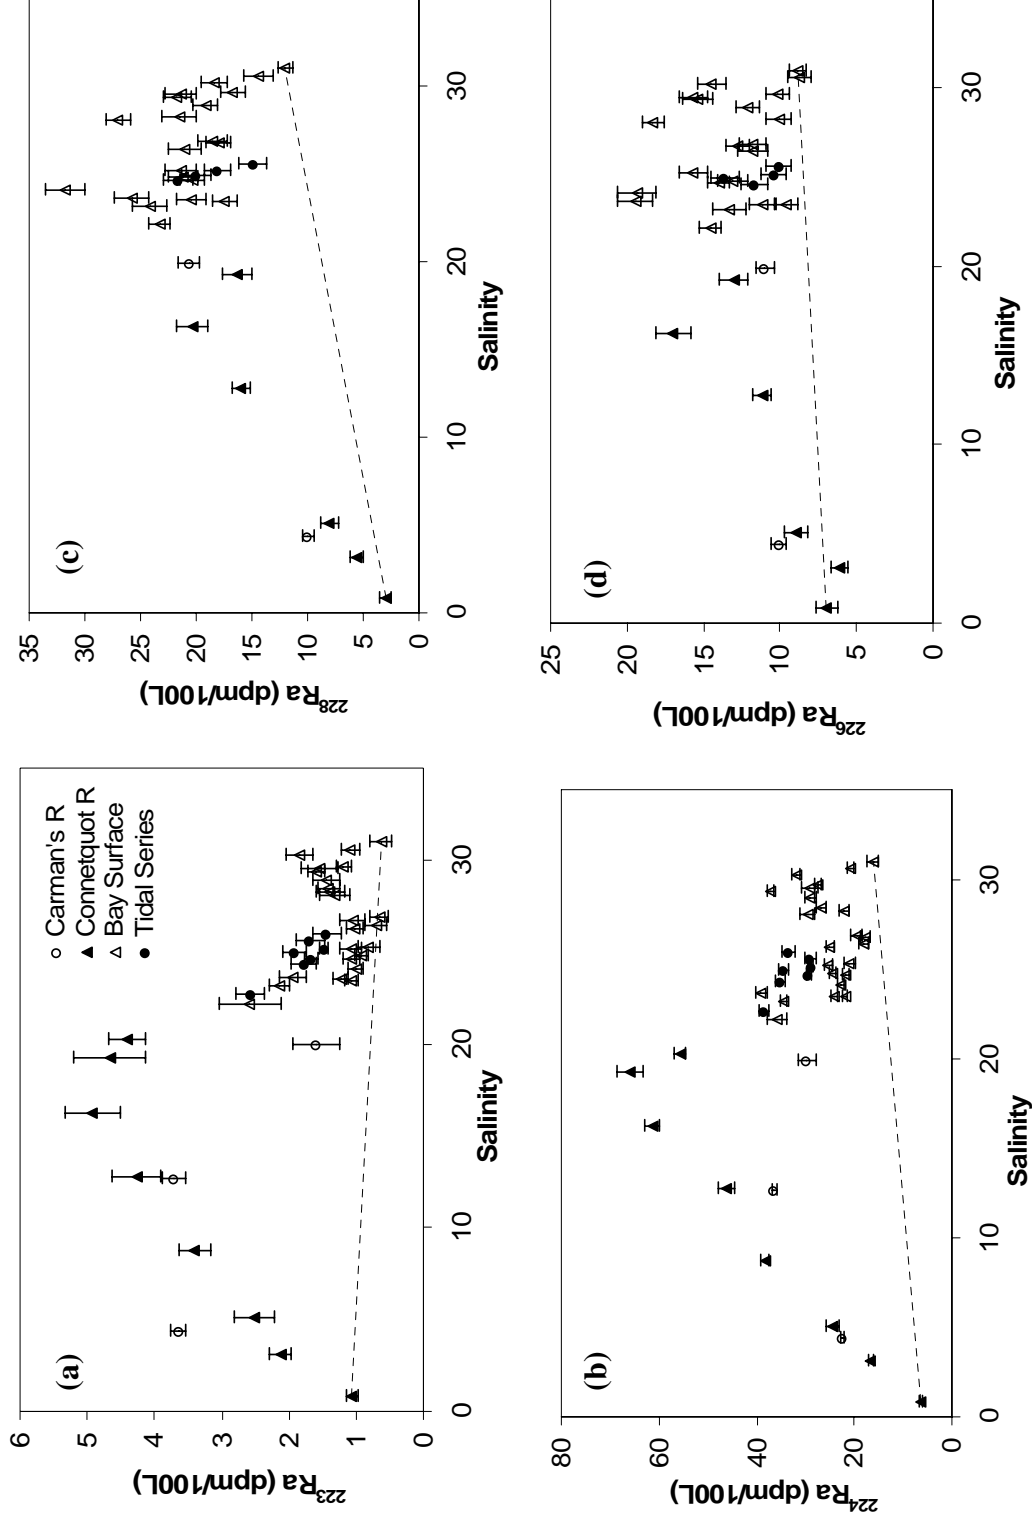 (a)
Carman's R
Connetquot R
Bay Surface
Tidal Series
6
5
4
3
2
1
0
0
10
20
30
Salinity
²²³Ra (dpm/100L)
(c)
35
30
25
20
15
10
5
0
0
10
20
30
Salinity
²²⁸Ra (dpm/100L)
(b)
80
60
40
20
0
0
10
20
30
Salinity
²²⁴Ra (dpm/100L)
(d)
25
20
15
10
5
0
0
10
20
30
Salinity
²²⁶Ra (dpm/100L)